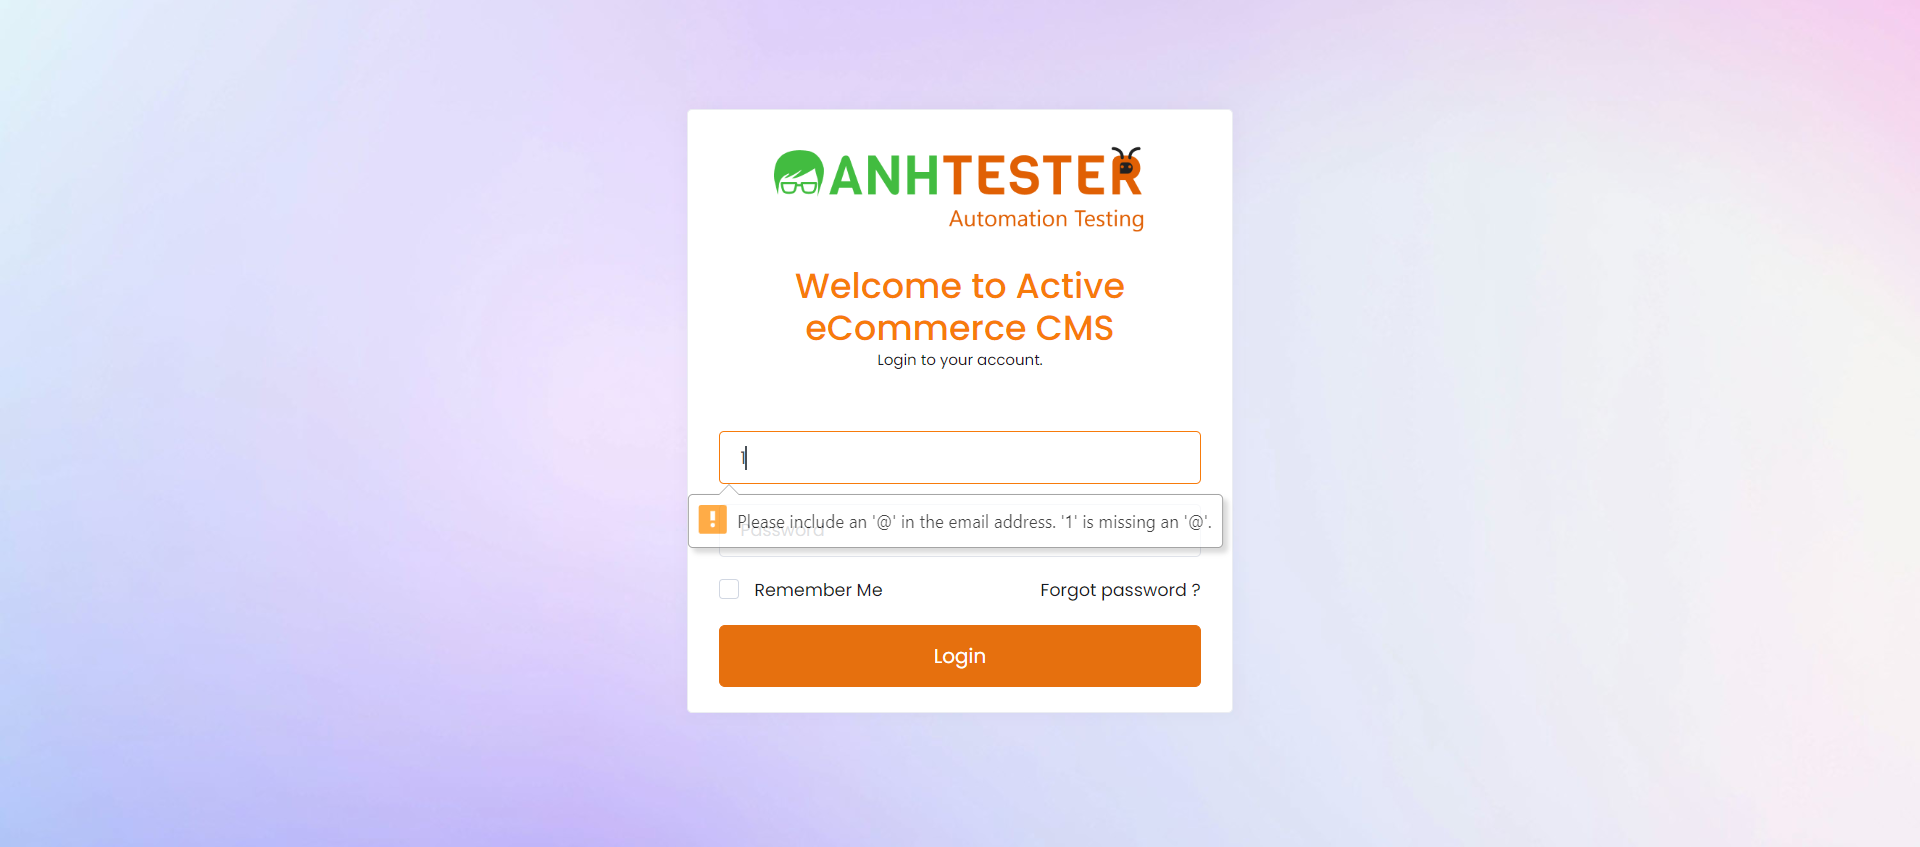 ANHTESTER
Automation Testing
Welcome to Active
eCommerce CMS
Login to your account.
1
Please include an '@' in the email address. '1' is missing an '@'.
Password
Remember Me
Forgot password ?
Login